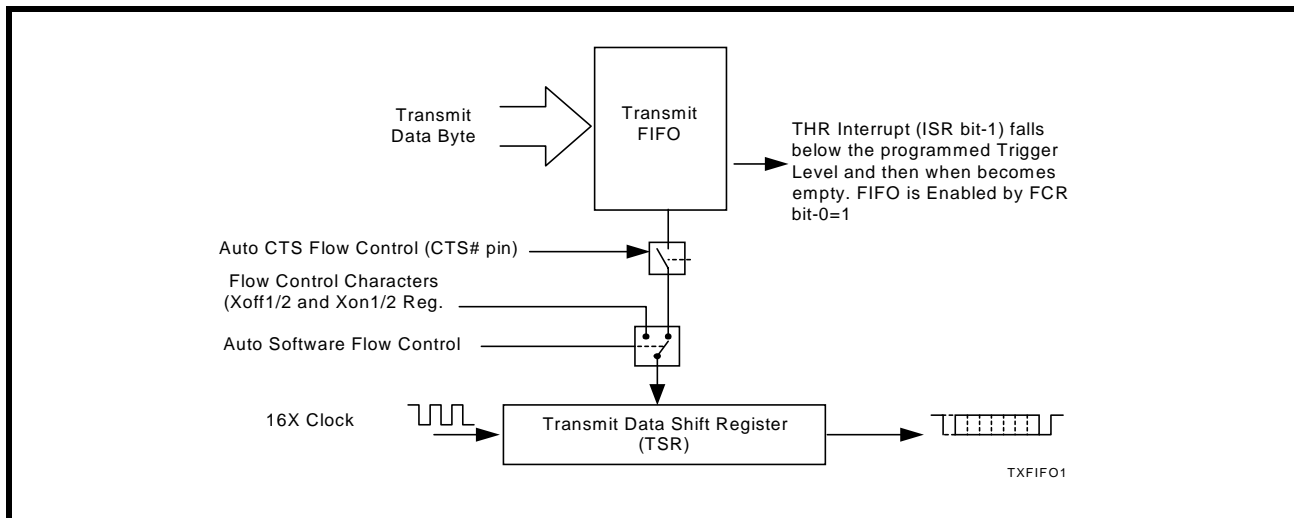 Transmit
FIFO
Transmit
Data Byte
THR Interrupt (ISR bit-1) falls
below the programmed Trigger
Level and then when becomes
empty. FIFO is Enabled by FCR
bit-0=1
Auto CTS Flow Control (CTS# pin)
Flow Control Characters
(Xoff1/2 and Xon1/2 Reg.
Auto Software Flow Control
16X Clock
Transmit Data Shift Register
(TSR)
TXFIFO1